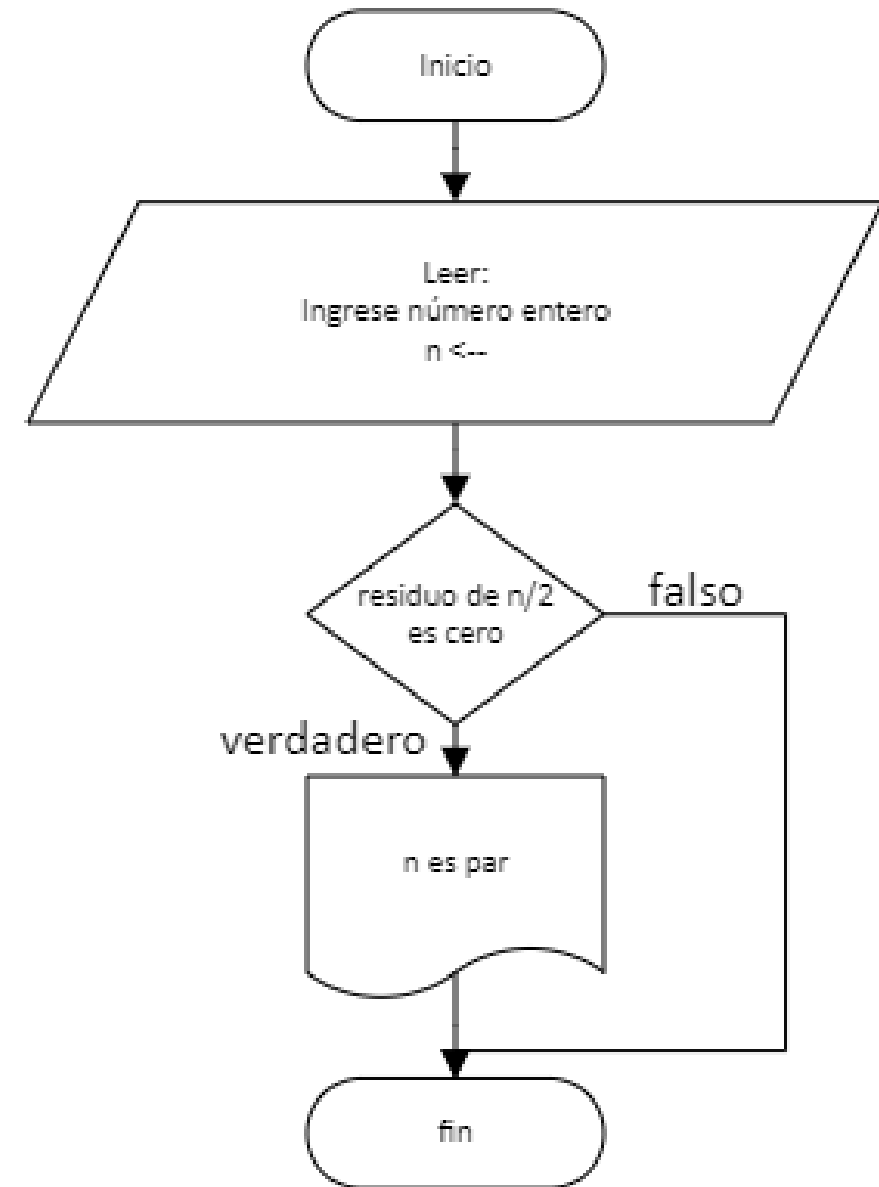 Inicio
Leer:
Ingrese número entero
n <--
residuo de n/2
es cero
falso
verdadero
n es par
fin